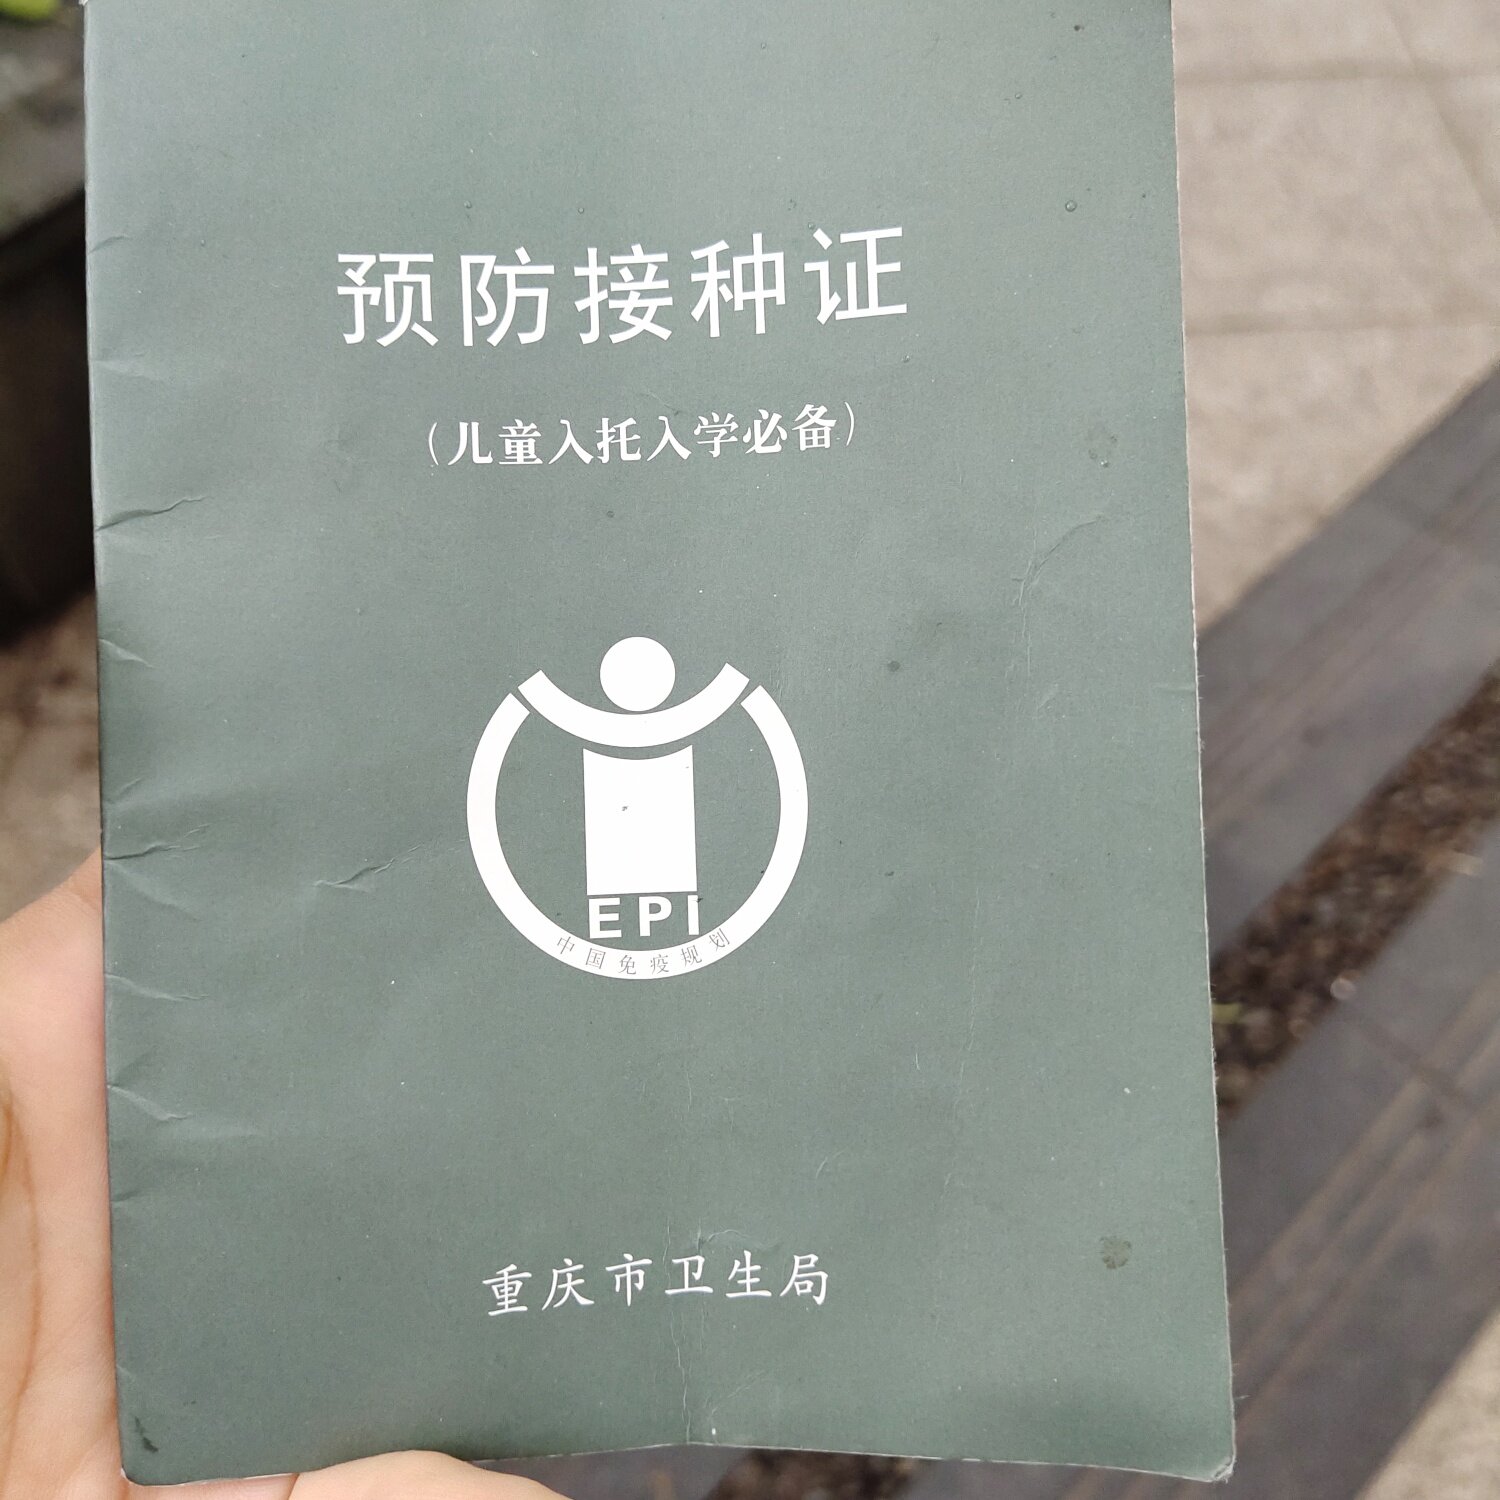 预防接种证
（儿童入托入学必备）
EPI
中国免疫规划
重庆市卫生局